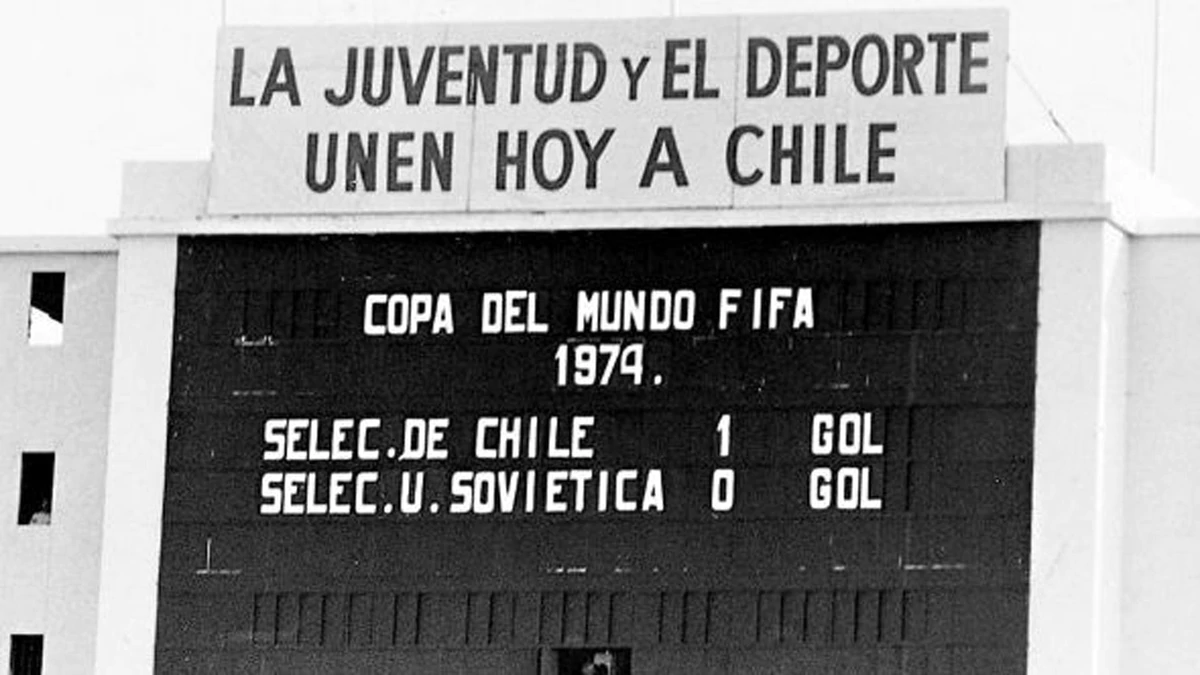 LA JUVENTUD Y EL DEPORTE
UNEN HOY A CHILE
COPA DEL MUNDO FIFA
1974.
SELEC.DE CHILE 1 GOL
SELEC.U.SOVIETICA 0 GOL